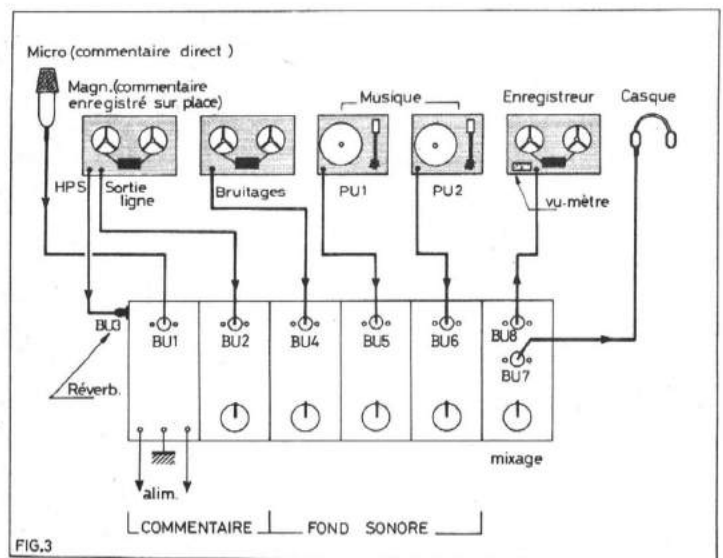 Micro (commentaire direct)
Magn.(commentaire
enregistré sur place)
Musique
Enregistreur
Casque
HPS
Sortie
ligne
Bruitages
PU1
PU2
vu-mètre
BU3
BU1
BU2
BU4
BU5
BU6
BU8
BU7
Réverb.
alim.
mixage
COMMENTAIRE
FOND SONORE
FIG.3